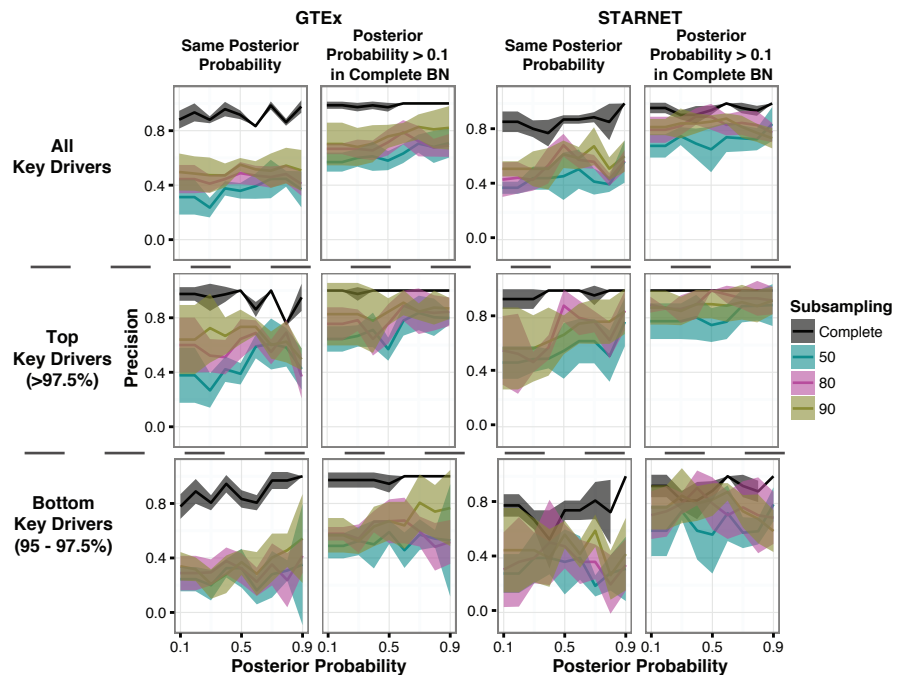 GTEx
STARNET
Same Posterior
Probability
Posterior
Probability > 0.1
in Complete BN
Same Posterior
Probability
Posterior
Probability > 0.1
in Complete BN
All
Key Drivers
0.8
0.4
0.0
0.8
0.4
0.0
Top
Key Drivers
(>97.5%)
Precision
0.8
0.4
0.0
0.8
0.4
0.0
Subsampling
Complete
50
80
90
Bottom
Key Drivers
(95 - 97.5%)
0.8
0.4
0.0
0.8
0.4
0.0
0.1 0.5 0.9 0.1 0.5 0.9 0.1 0.5 0.9 0.1 0.5 0.9
Posterior Probability
Posterior Probability